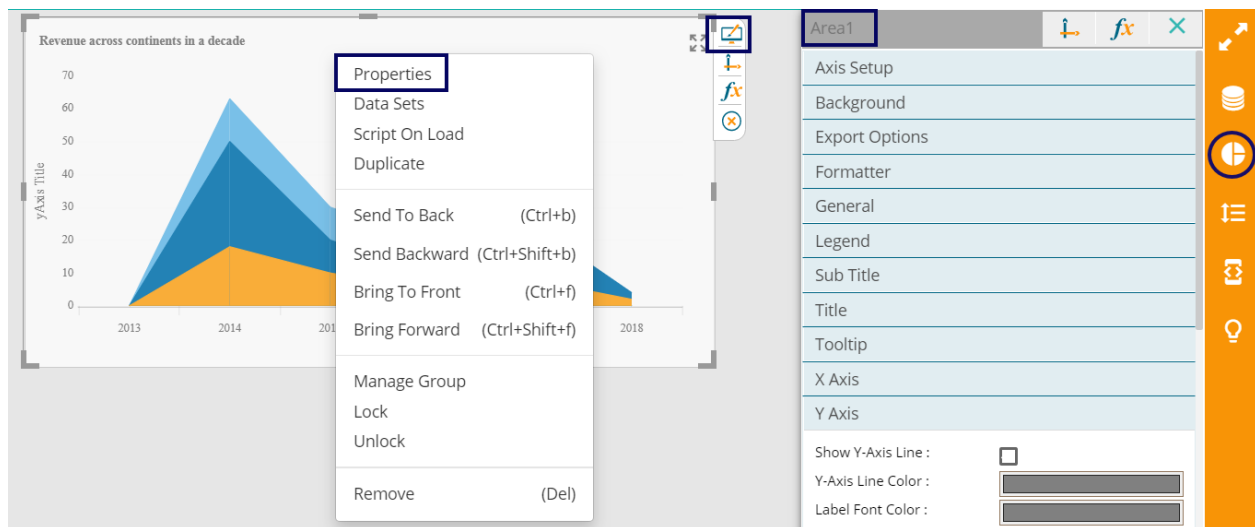 Revenue across continents in a decade
70
60
50
40
30
20
10
0
yAxis Title
2013
2014
201
2018
fx
Properties
Data Sets
Script On Load
Duplicate
Send To Back (Ctrl+b)
Send Backward (Ctrl+Shift+b)
Bring To Front (Ctrl+f)
Bring Forward (Ctrl+Shift+f)
Manage Group
Lock
Unlock
Remove (Del)
Area1
fx
Axis Setup
Background
Export Options
Formatter
General
Legend
Sub Title
Title
Tooltip
X Axis
Y Axis
Show Y-Axis Line :
Y-Axis Line Color :
Label Font Color :